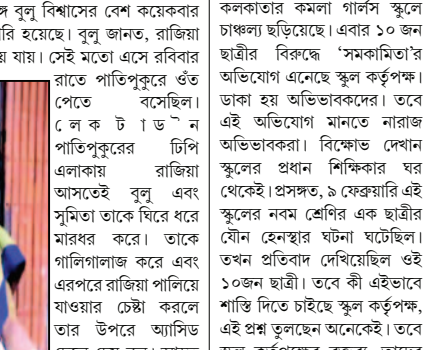 বুলু বিশ্বাসের বেশ কয়েকবার
হয়েছে। বুলু জানত, রাজিয়া
যায়। সেই মতো এসে রবিবার
রাতে পাতিপুকুরে ওঁত
পেতে বসেছিল।
লেকটাউন
পাতিপুকুরের ঢিপি
এলাকায় রাজিয়া
আসতেই বুলু এবং
সুমিতা তাকে ঘিরে ধরে
মারধর করে। তাকে
গালিগালাজ করে এবং
এরপরে রাজিয়া পালিয়ে
যাওয়ার চেষ্টা করলে
তার উপরে অ্যাসিড
কলকাতার কমলা গার্লস স্কুলে
চাঞ্চল্য ছড়িয়েছে। এবার ১০ জন
ছাত্রীর বিরুদ্ধে ‘সমকামিতা’র
অভিযোগ এনেছে স্কুল কর্তৃপক্ষ।
ডাকা হয় অভিভাবকদের। তবে
এই অভিযোগ মানতে নারাজ
অভিভাবকরা। বিক্ষোভ দেখান
স্কুলের প্রধান শিক্ষিকার ঘর
থেকেই। প্রসঙ্গত, ৯ ফেব্রুয়ারি এই
স্কুলের নবম শ্রেণির এক ছাত্রীর
যৌন হেনস্থার ঘটনা ঘটেছিল।
তখন প্রতিবাদ দেখিয়েছিল ওই
১০জন ছাত্রী। তবে কী এইভাবে
শাস্তি দিতে চাইছে স্কুল কর্তৃপক্ষ,
এই প্রশ্ন তুলছেন অনেকেই। তবে